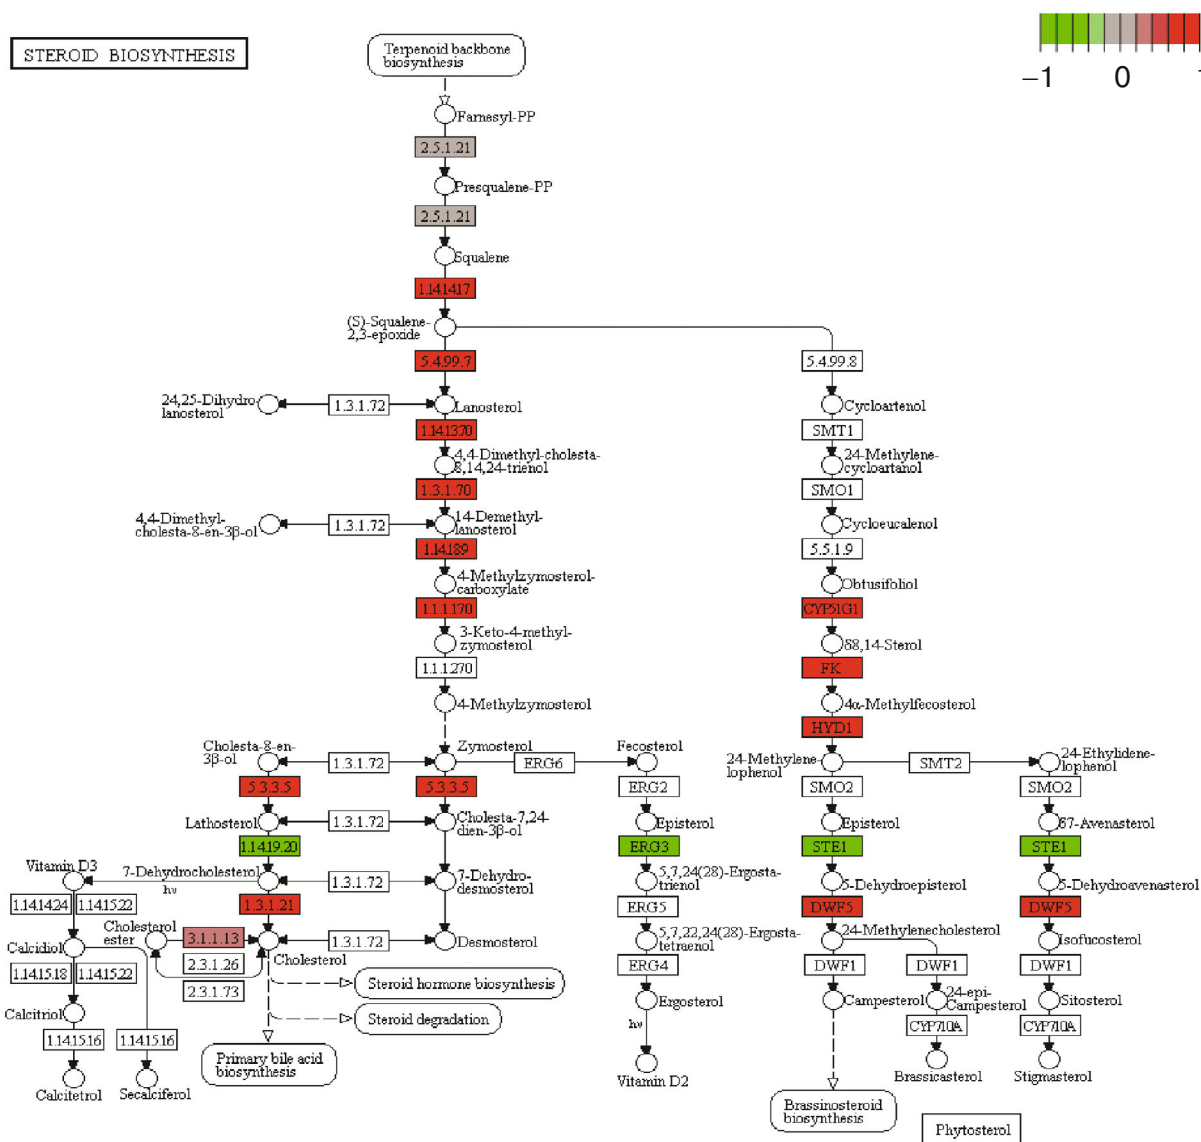 STEROID BIOSYNTHESIS
Terpenoid backbone
biosynthesis
−1
0
Farnesyl-PP
2.5.1.21
Presqualene-PP
2.5.1.21
Squalene
1.14.14.17
(S)-Squalene-
2,3-epoxide
5.4.99.7
5.4.99.8
24,25-Dihydro
lanosterol
1.3.1.72
Lanosterol
Cycloartenol
1.14.13.70
SMT1
4,4-Dimethyl-cholesta-
8,14,24-trienol
24-Methylene-
cycloartanol
1.3.1.70
SMO1
4,4-Dimethyl-
cholesta-8-en-3β-ol
1.3.1.72
14-Demethyl-
lanosterol
Cycloeucalenol
1.14.189
5.5.1.9
4-Methylzymosterol-
carboxylate
Obtusifoliol
1.1.1.170
CYP51G1
3-Keto-4-methyl-
zymosterol
δ8,14-Sterol
1.1.1.270
FK
4-Methylzymosterol
4α-Methylfecosterol
HYD1
Cholesta-8-en-
3β-ol
1.3.1.72
Zymosterol
ERG6
Fecosterol
24-Methylene-
lophenol
SMT2
24-Ethylidene-
lophenol
5.3.3.5
5.3.3.5
ERG2
SMO2
SMO2
Lathosterol
1.3.1.72
Cholesta-7,24-
dien-3β-ol
Episterol
Episterol
δ7-Avenasterol
1.14.19.20
ERG3
STE1
STE1
Vitamin D3
7-Dehydrocholesterol
hν
1.3.1.72
7-Dehydro-
desmosterol
5,7,24(28)-Ergosta-
trienol
5-Dehydroepisterol
5-Dehydroavenasterol
1.14.14.24
1.14.15.22
1.3.1.21
ERG5
DWF5
DWF5
Calcidiol
Cholesterol
ester
3.1.1.13
Cholesterol
1.3.1.72
Desmosterol
5,7,22,24(28)-Ergosta-
tetraenol
24-Methylenecholesterol
Isofucosterol
1.14.15.18
1.14.15.22
2.3.1.26
ERG4
DWF1
DWF1
DWF1
2.3.1.73
Steroid hormone biosynthesis
Calcitriol
Steroid degradation
Ergosterol
Campesterol
24-epi-
Campesterol
Sitosterol
hν
1.14.15.16
1.14.15.16
CYP710A
CYP710A
Primary bile acid
biosynthesis
Calcitetrol
Secalciferol
Vitamin D2
Brassicasterol
Stigmasterol
Brassinosteroid
biosynthesis
Phytosterol